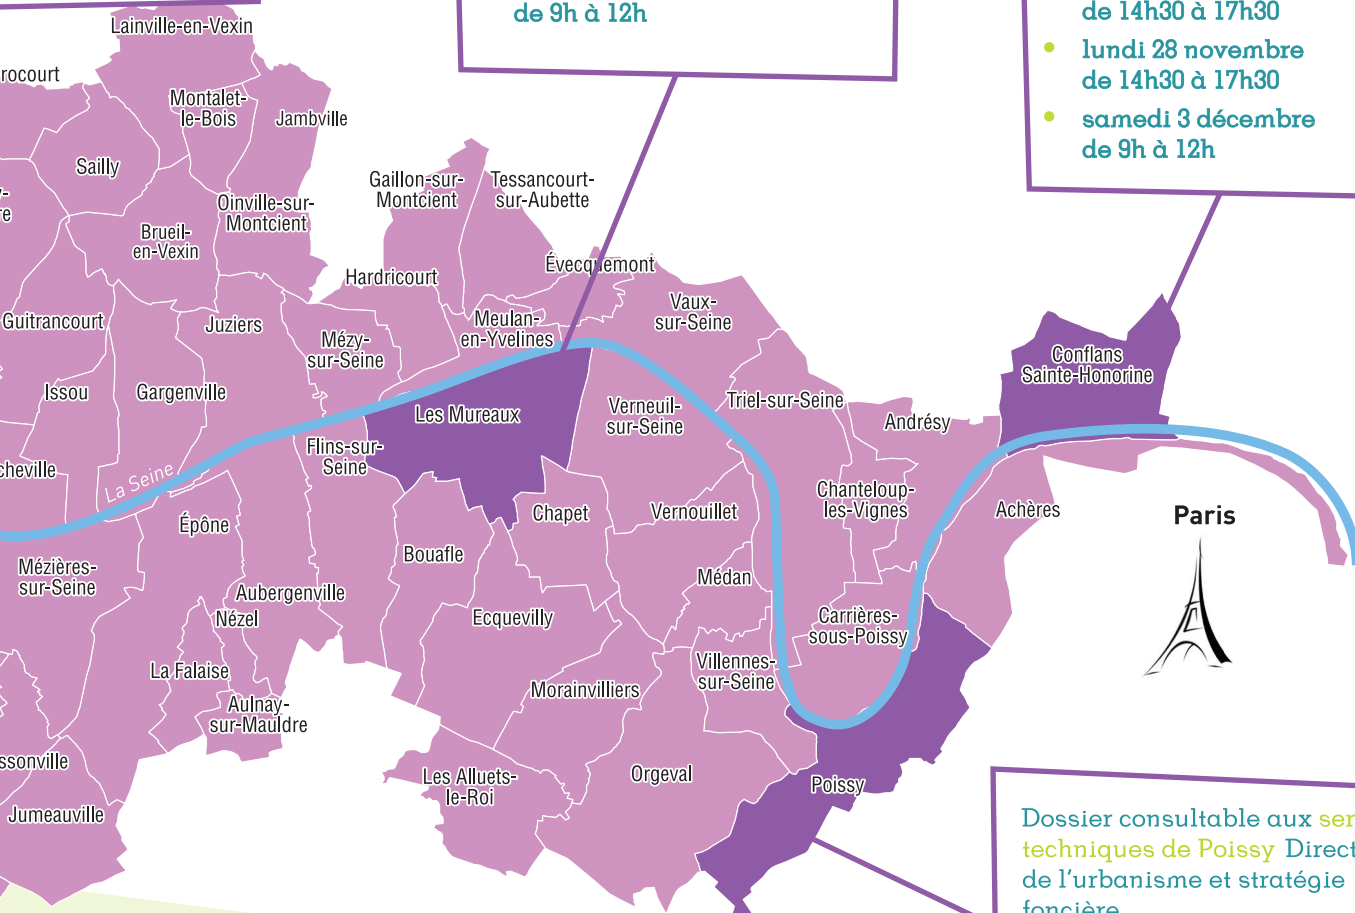 de 9h à 12h
de 14h30 à 17h30
• lundi 28 novembre
de 14h30 à 17h30
• samedi 3 décembre
de 9h à 12h
Lainville-en-Vexin
Montalet-
le-Bois
Jambville
Sailly
Gaillon-sur-
Montcient
Tessancourt-
sur-Aubette
Oinville-sur-
Montcient
Brueil-
en-Vexin
Hardricourt
Évecquemont
Vaux-
sur-Seine
Guitrancourt
Juziers
Mézy-
sur-Seine
Meulan-
en-Yvelines
Conflans
Sainte-Honorine
Issou
Gargenville
Les Mureaux
Verneuil-
sur-Seine
Triel-sur-Seine
Andrésy
Flins-sur-
Seine
La Seine
Chanteloup-
les-Vignes
Achères
Paris
Épône
Chapet
Vernouillet
Bouafle
Mézières-
sur-Seine
Médan
Aubergenville
Nézel
Ecquevilly
Carrières-
sous-Poissy
La Falaise
Villennes-
sur-Seine
Morainvilliers
Aulnay-
sur-Mauldre
Les Alluets-
le-Roi
Orgeval
Poissy
Jumeauville
Dossier consultable aux
techniques de Poissy Direct
de l'urbanisme et stratégie
foncière